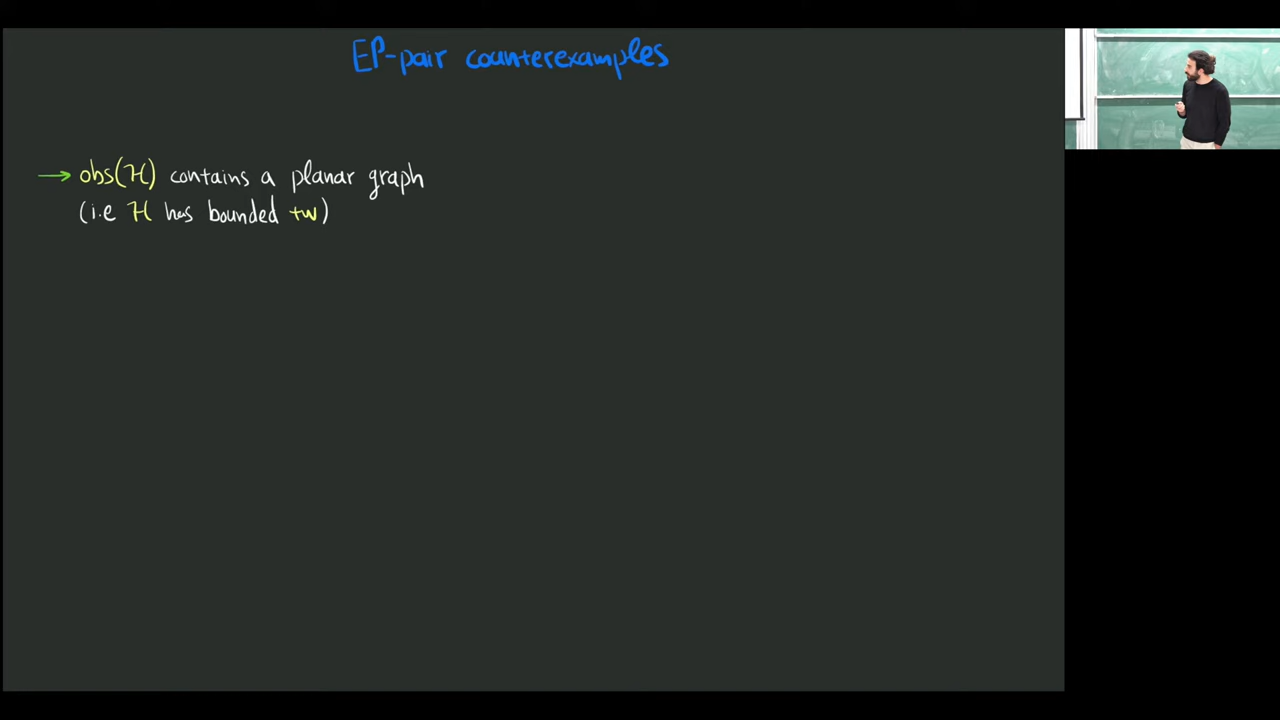 EP-pair counterexamples
→ obs(ℋ) contains a planar graph
(i.e ℋ has bounded tw)